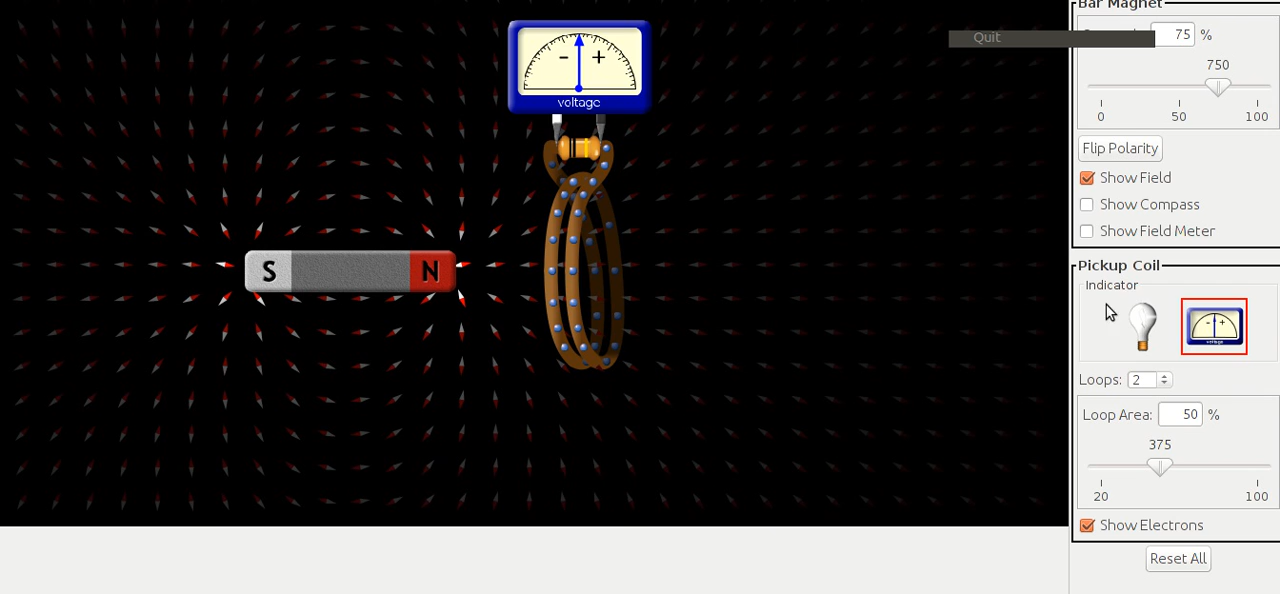 Bar Magnet
Quit
75 %
750
0 50 100
Flip Polarity
Show Field
Show Compass
Show Field Meter
Pickup Coil
Indicator
- +
voltage
- +
voltage
S N
Loops: 2
Loop Area: 50 %
375
20 100
Show Electrons
Reset All